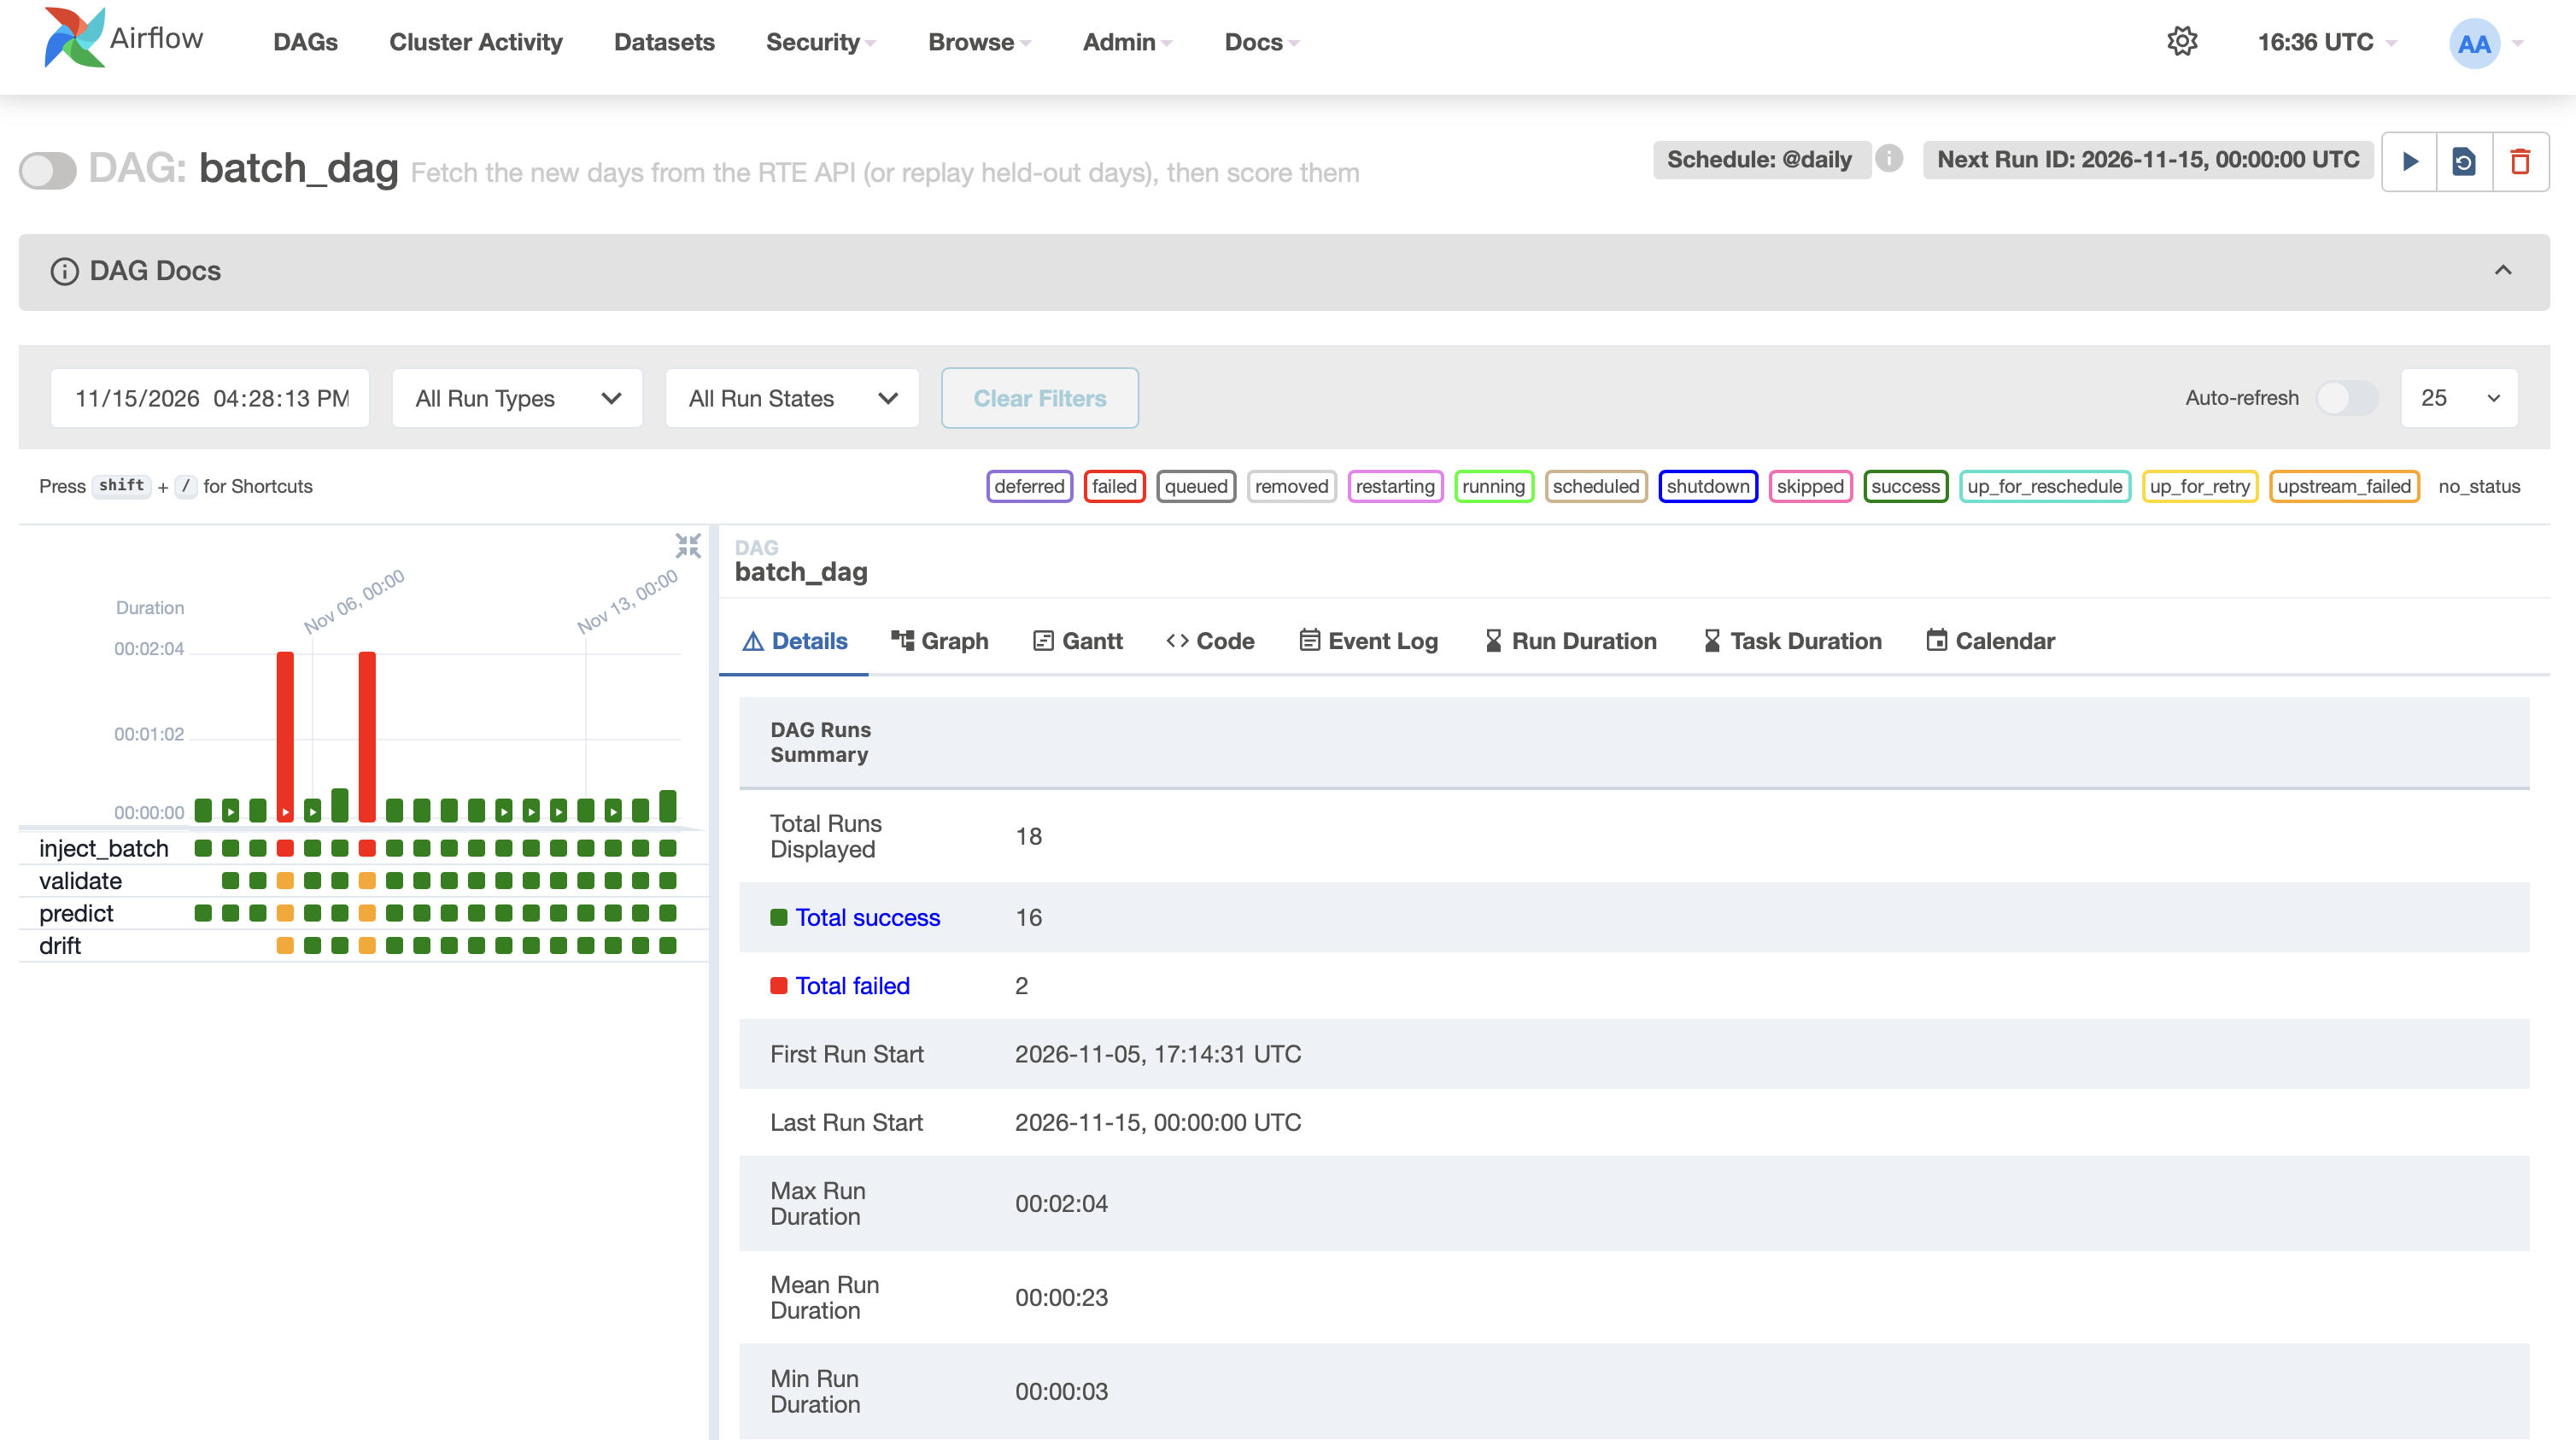 Airflow DAGs Cluster Activity Datasets Security Browse Admin Docs 16:36 UTC AA
DAG: batch_dag Fetch the new days from the RTE API (or replay held-out days), then score them Schedule: @daily Next Run ID: 2026-11-15, 00:00:00 UTC
DAG Docs
11/15/2026 04:28:13 PM All Run Types All Run States Clear Filters Auto-refresh 25
Press shift + / for Shortcuts deferred failed queued removed restarting running scheduled shutdown skipped success up_for_reschedule up_for_retry upstream_failed no_status
Nov 06, 00:00 Nov 13, 00:00
Duration
00:02:04
00:01:02
00:00:00
inject_batch
validate
predict
drift
DAG
batch_dag
Details Graph Gantt Code Event Log Run Duration Task Duration Calendar
DAG Runs
Summary
Total Runs
Displayed
18
Total success 16
Total failed 2
First Run Start 2026-11-05, 17:14:31 UTC
Last Run Start 2026-11-15, 00:00:00 UTC
Max Run
Duration
00:02:04
Mean Run
Duration
00:00:23
Min Run
Duration
00:00:03